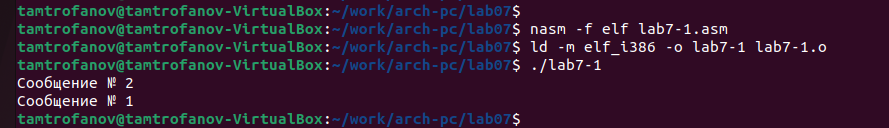 tamtrofanov@tamtrofanov-VirtualBox:~/work/arch-pc/lab07$
tamtrofanov@tamtrofanov-VirtualBox:~/work/arch-pc/lab07$ nasm -f elf lab7-1.asm
tamtrofanov@tamtrofanov-VirtualBox:~/work/arch-pc/lab07$ ld -m elf_i386 -o lab7-1 lab7-1.o
tamtrofanov@tamtrofanov-VirtualBox:~/work/arch-pc/lab07$ ./lab7-1
Сообщение № 2
Сообщение № 1
tamtrofanov@tamtrofanov-VirtualBox:~/work/arch-pc/lab07$